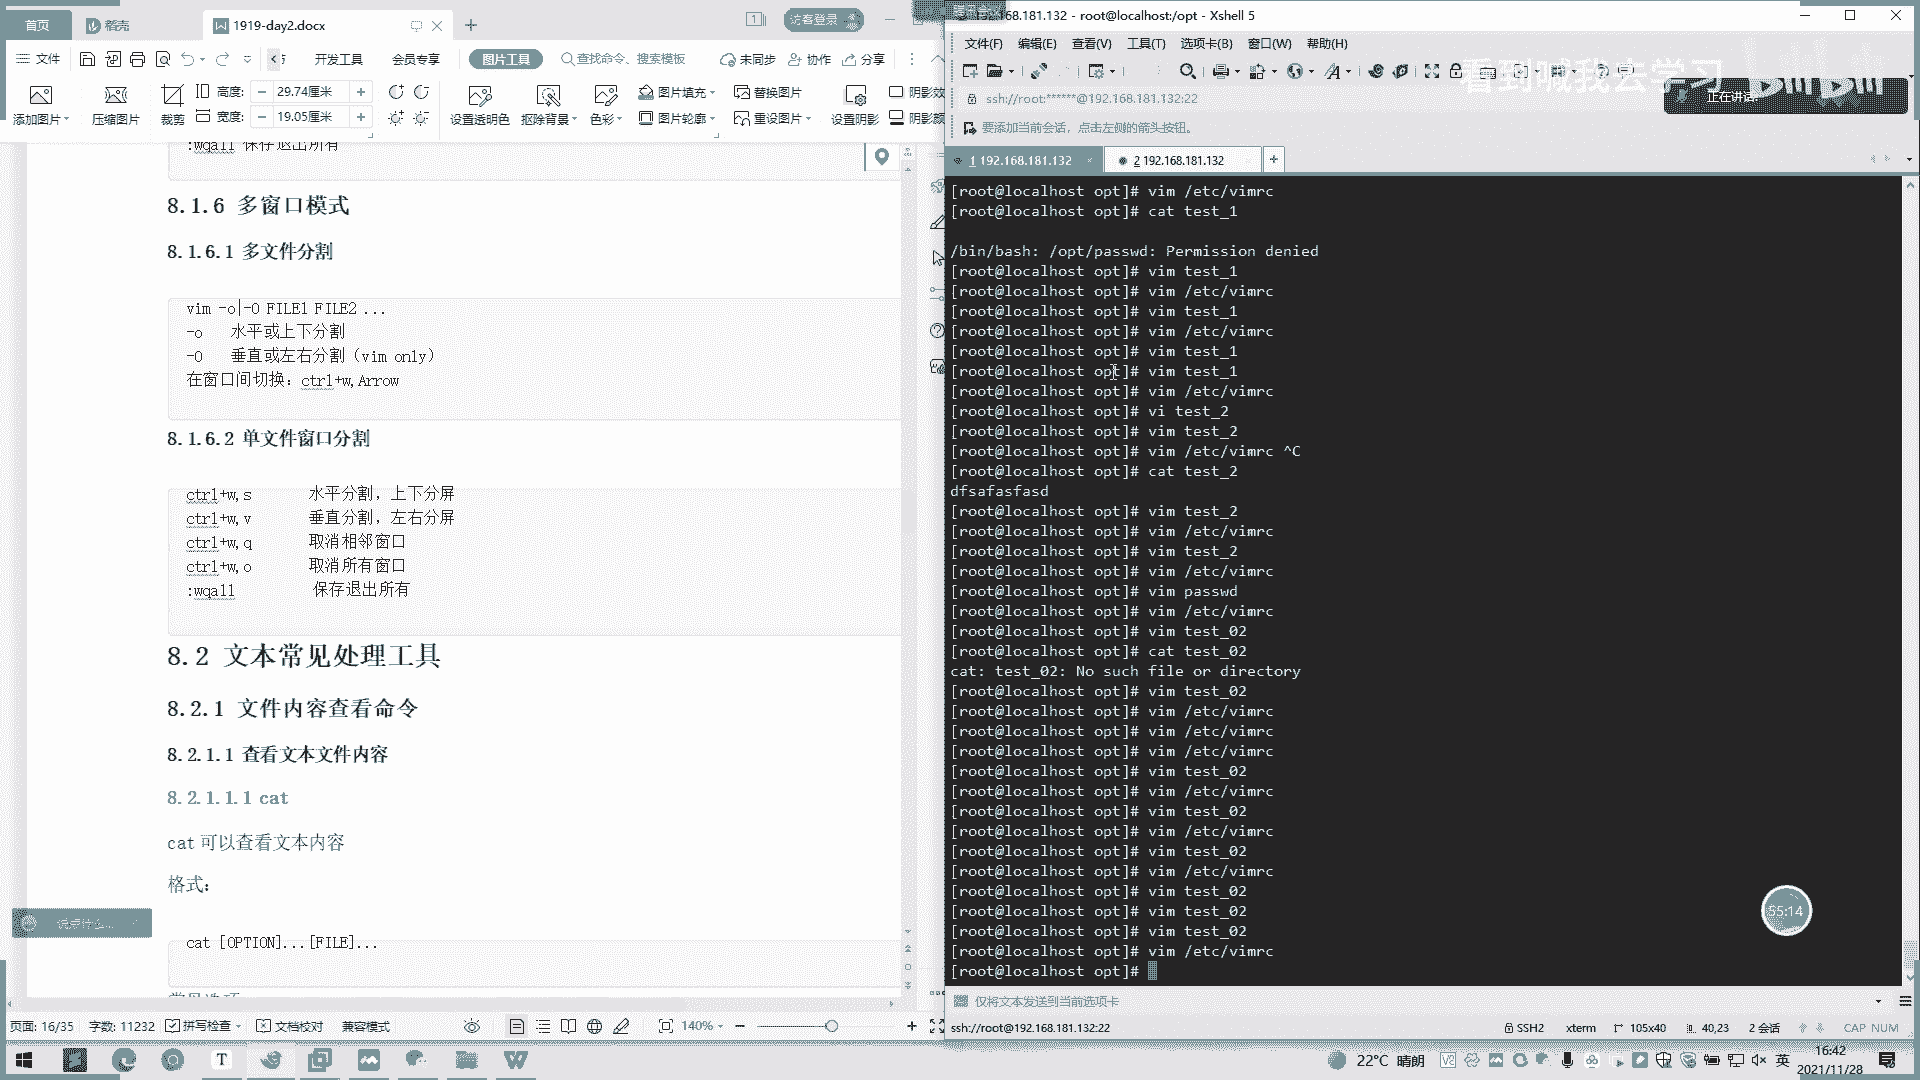 首页
稻壳
1919-day2.docx
访客登录
文件
开发工具
会员专享
图片工具
查找命令、搜索模板
未同步
协作
分享
添加图片
压缩图片
裁剪
高度:
29.74厘米
宽度:
19.05厘米
设置透明色
抠除背景
色彩
图片填充
图片轮廓
替换图片
重设图片
设置阴影
:wqall 保存退出所有
8.1.6 多窗口模式
8.1.6.1 多文件分割
vim -o|-O FILE1 FILE2 ...
-o 水平或上下分割
-O 垂直或左右分割（vim only）
在窗口间切换：ctrl+w,Arrow
8.1.6.2 单文件窗口分割
ctrl+w,s 水平分割，上下分屏
ctrl+w,v 垂直分割，左右分屏
ctrl+w,q 取消相邻窗口
ctrl+w,o 取消所有窗口
:wqall 保存退出所有
8.2 文本常见处理工具
8.2.1 文件内容查看命令
8.2.1.1 查看文本文件内容
8.2.1.1.1 cat
cat 可以查看文本内容
格式：
说点什么...
cat [OPTION]...[FILE]...
页面: 16/35
字数: 11232
拼写检查
文档校对
兼容模式
140%
192.168.181.132 - root@localhost:/opt - Xshell 5
文件(F)
编辑(E)
查看(V)
工具(T)
选项卡(B)
窗口(W)
帮助(H)
看到喊我去学习
bilibili
正在讲话:
ssh://root:******@192.168.181.132:22
要添加当前会话，点击左侧的箭头按钮。
1 192.168.181.132
2 192.168.181.132
[root@localhost opt]# vim /etc/vimrc
[root@localhost opt]# cat test_1
/bin/bash: /opt/passwd: Permission denied
[root@localhost opt]# vim test_1
[root@localhost opt]# vim /etc/vimrc
[root@localhost opt]# vim test_1
[root@localhost opt]# vim /etc/vimrc
[root@localhost opt]# vim test_1
[root@localhost opt]# vim test_1
[root@localhost opt]# vim /etc/vimrc
[root@localhost opt]# vi test_2
[root@localhost opt]# vim test_2
[root@localhost opt]# vim /etc/vimrc ^C
[root@localhost opt]# cat test_2
dfsafasfasd
[root@localhost opt]# vim test_2
[root@localhost opt]# vim /etc/vimrc
[root@localhost opt]# vim test_2
[root@localhost opt]# vim /etc/vimrc
[root@localhost opt]# vim passwd
[root@localhost opt]# vim /etc/vimrc
[root@localhost opt]# vim test_02
[root@localhost opt]# cat test_02
cat: test_02: No such file or directory
[root@localhost opt]# vim test_02
[root@localhost opt]# vim /etc/vimrc
[root@localhost opt]# vim /etc/vimrc
[root@localhost opt]# vim /etc/vimrc
[root@localhost opt]# vim test_02
[root@localhost opt]# vim /etc/vimrc
[root@localhost opt]# vim test_02
[root@localhost opt]# vim /etc/vimrc
[root@localhost opt]# vim test_02
[root@localhost opt]# vim /etc/vimrc
[root@localhost opt]# vim test_02
[root@localhost opt]# vim test_02
[root@localhost opt]# vim test_02
[root@localhost opt]# vim /etc/vimrc
[root@localhost opt]#
55:14
仅将文本发送到当前选项卡
ssh://root@192.168.181.132:22
SSH2
xterm
105x40
40,23
2 会话
CAP NUM
22°C 晴朗
英
16:42
2021/11/28